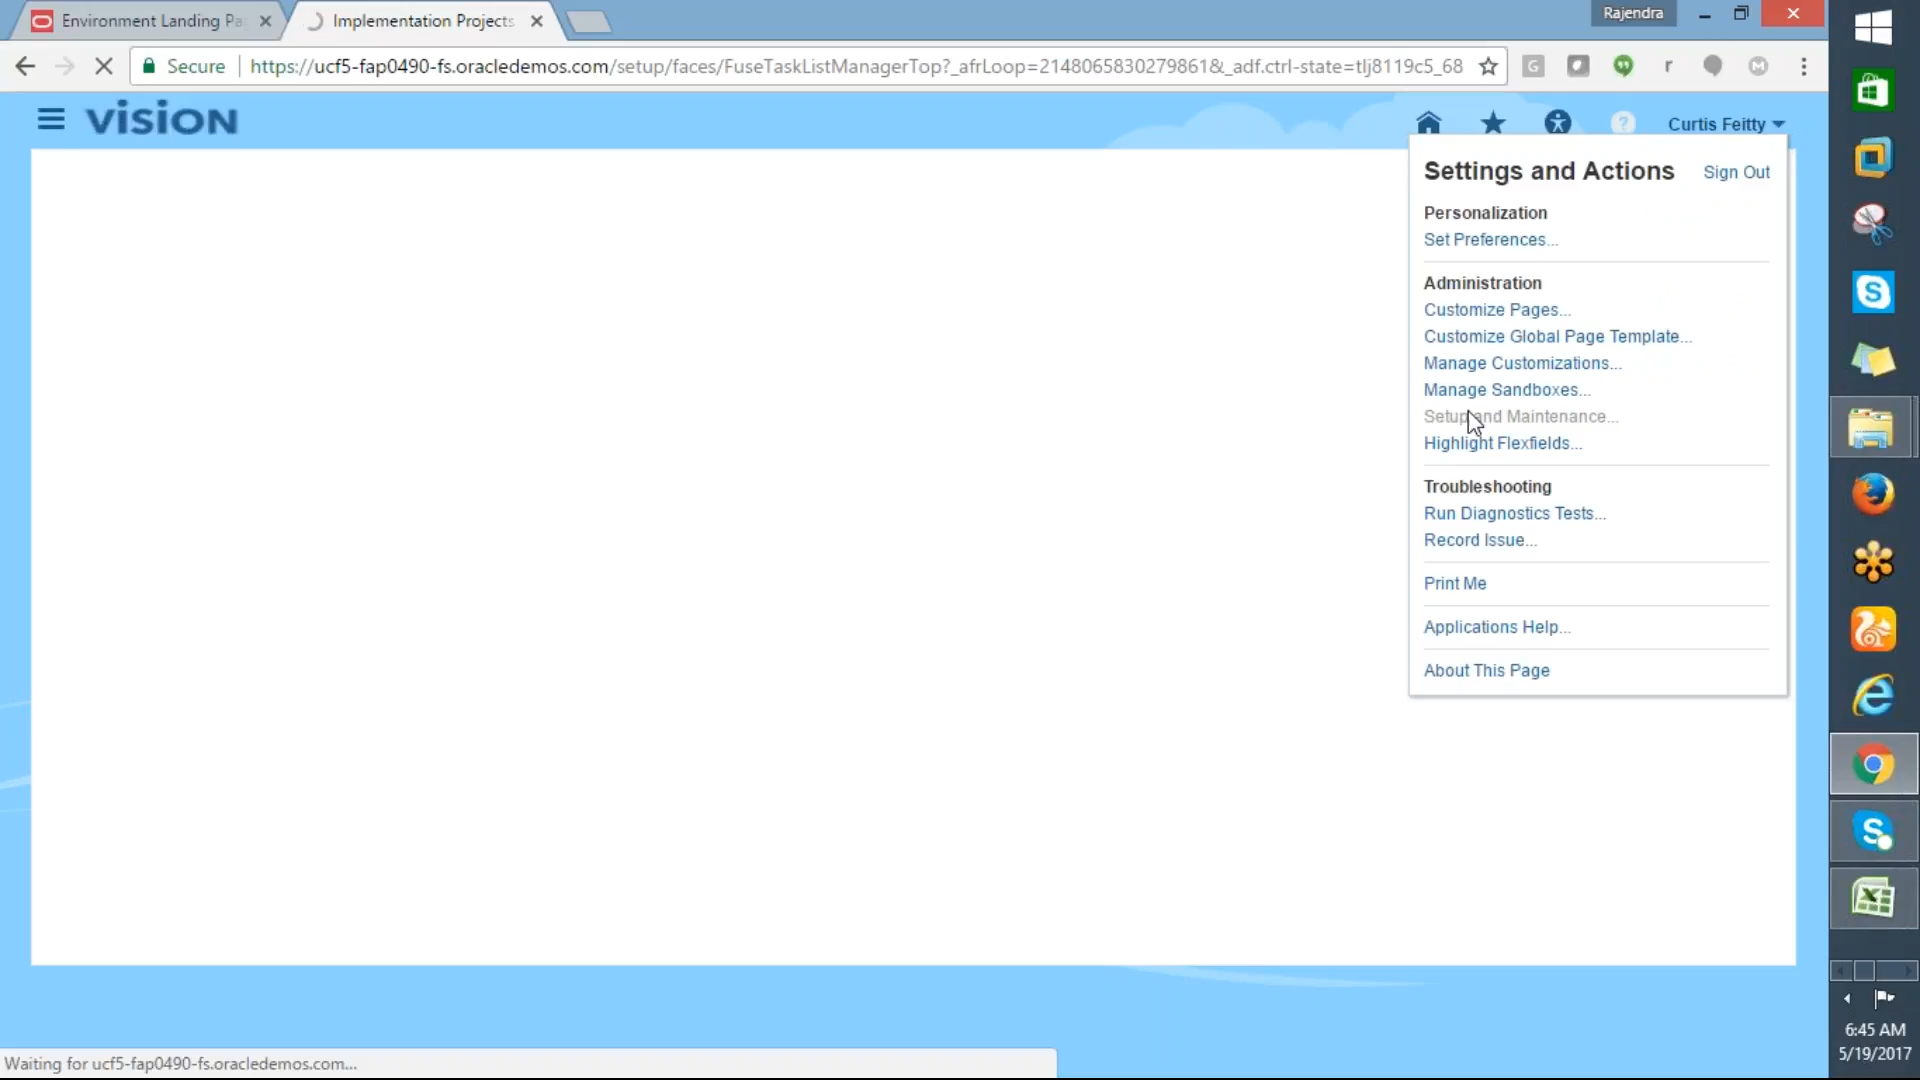 Environment Landing Pa
Implementation Projects
Rajendra
Secure
https://ucf5-fap0490-fs.oracledemos.com/setup/faces/FuseTaskListManagerTop?_afrLoop=2148065830279861&_adf.ctrl-state=tlj8119c5_68
vision
Curtis Feitty
Settings and Actions
Sign Out
Personalization
Set Preferences...
Administration
Customize Pages...
Customize Global Page Template...
Manage Customizations...
Manage Sandboxes...
Setup and Maintenance...
Highlight Flexfields...
Troubleshooting
Run Diagnostics Tests...
Record Issue...
Print Me
Applications Help...
About This Page
Waiting for ucf5-fap0490-fs.oracledemos.com...
6:45 AM
5/19/2017